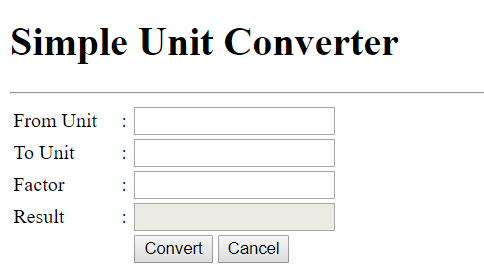 Simple Unit Converter
From Unit :
To Unit :
Factor :
Result :
Convert Cancel